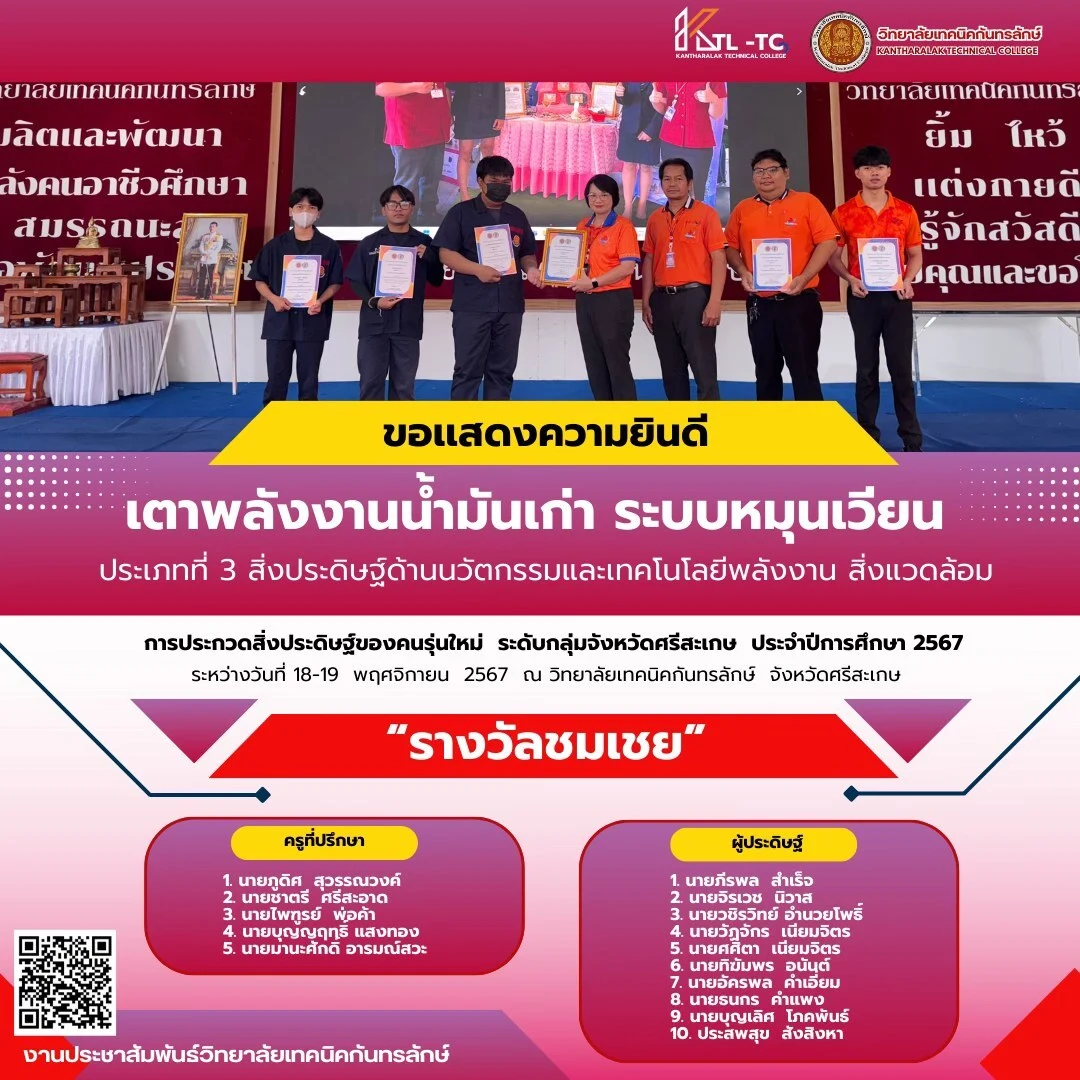 KTL -TC
KANTHARALAK TECHNICAL COLLEGE
วิทยาลัยเทคนิคกันทรลักษ์
KANTHARALAK TECHNICAL COLLEGE
วิทยาลัยเทคนิคกันทรลักษ์
ผลิตและพัฒนา
ลังคนอาชีวศึกษา
สมรรถนะส
วิทยาลัยเทคนิคกันทร
ยิ้ม ไหว้
แต่งกายดี
รู้จักสวัสดี
คุณและขอโ
ขอแสดงความยินดี
เตาพลังงานน้ำมันเก่า ระบบหมุนเวียน
ประเภทที่ 3 สิ่งประดิษฐ์ด้านนวัตกรรมและเทคโนโลยีพลังงาน สิ่งแวดล้อม
การประกวดสิ่งประดิษฐ์ของคนรุ่นใหม่ ระดับกลุ่มจังหวัดศรีสะเกษ ประจำปีการศึกษา 2567
ระหว่างวันที่ 18-19 พฤศจิกายน 2567 ณ วิทยาลัยเทคนิคกันทรลักษ์ จังหวัดศรีสะเกษ
“รางวัลชมเชย“
ครูที่ปรึกษา
1. นายภูดิศ สุวรรณวงค์
2. นายชาตรี ศรีสะอาด
3. นายไพฑูรย์ พ่อค้า
4. นายบุญญฤทธิ์ แสงทอง
5. นายมานะศักดิ์ อารมณ์สวะ
ผู้ประดิษฐ์
1. นายภีรพล สำเร็จ
2. นายจิรเวช นิวาส
3. นายวชิรวิทย์ อำนวยโพธิ์
4. นายวัฏจักร เนียมจิตร
5. นายศศิตา เนียมจิตร
6. นายทิฆัมพร อนันต์
7. นายอัครพล คำเอี่ยม
8. นายธนกร คำแพง
9. นายบุญเลิศ โภคพันธ์
10. ประสพสุข สังสิงหา
งานประชาสัมพันธ์วิทยาลัยเทคนิคกันทรลักษ์